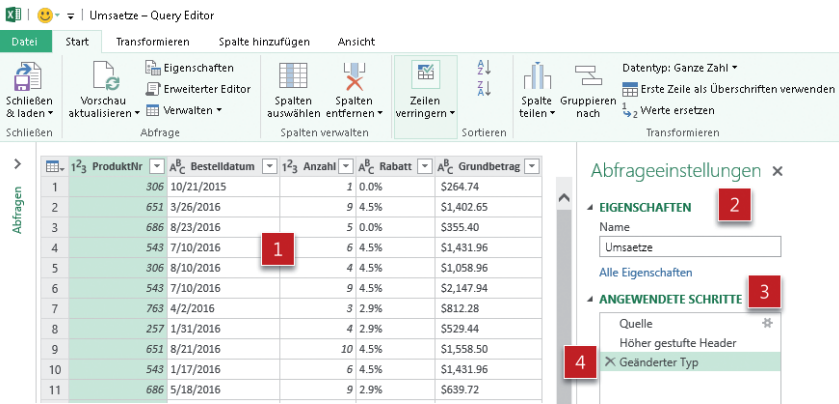 Umsaetze – Query Editor
Datei Start Transformieren Spalte hinzufügen Ansicht
Schließen & laden
Vorschau aktualisieren
Eigenschaften
Erweiterter Editor
Verwalten
Spalten auswählen
Spalten entfernen
Zeilen verringern
A Z
Z A
Spalte teilen
Gruppieren nach
Datentyp: Ganze Zahl
Erste Zeile als Überschriften verwenden
1 2 Werte ersetzen
Schließen Abfrage Spalten verwalten Sortieren Transformieren
Abfragen
1 2 3 ProduktNr A B C Bestelldatum 1 2 3 Anzahl A B C Rabatt A B C Grundbetrag
1 306 10/21/2015 1 0.0% $264.74
2 651 3/26/2016 9 4.5% $1,402.65
3 686 8/23/2016 5 0.0% $355.40
4 543 7/10/2016 6 4.5% $1,431.96
5 306 8/10/2016 4 4.5% $1,058.96
6 543 7/10/2016 9 4.5% $2,147.94
7 763 4/2/2016 3 2.9% $812.28
8 257 1/31/2016 4 2.9% $529.44
9 651 8/21/2016 10 4.5% $1,558.50
10 543 1/17/2016 6 4.5% $1,431.96
11 686 5/18/2016 9 2.9% $639.72
1
Abfrageeinstellungen
EIGENSCHAFTEN
2
Name
Umsaetze
Alle Eigenschaften
ANGEWENDETE SCHRITTE
3
Quelle
Höher gestufte Header
4
Geänderter Typ